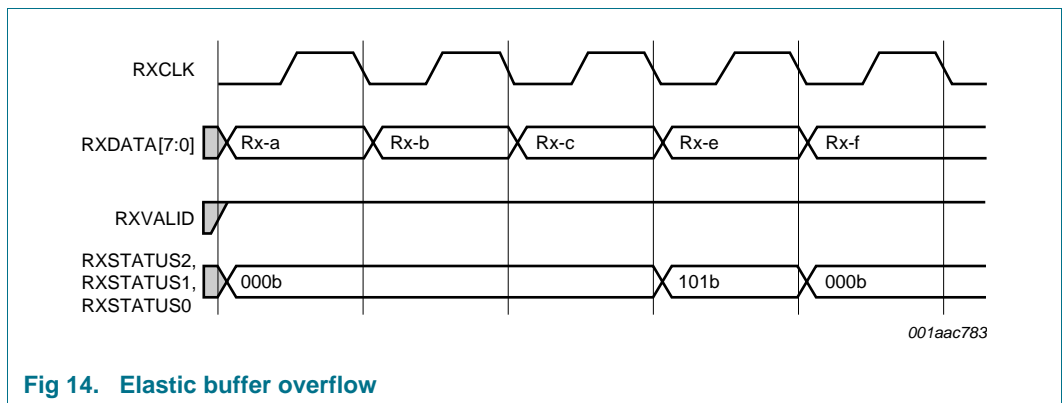 RXCLK
RXDATA[7:0] Rx-a Rx-b Rx-c Rx-e Rx-f
RXVALID
RXSTATUS2,
RXSTATUS1, 000b 101b 000b
RXSTATUS0
001aac783
Fig 14. Elastic buffer overflow